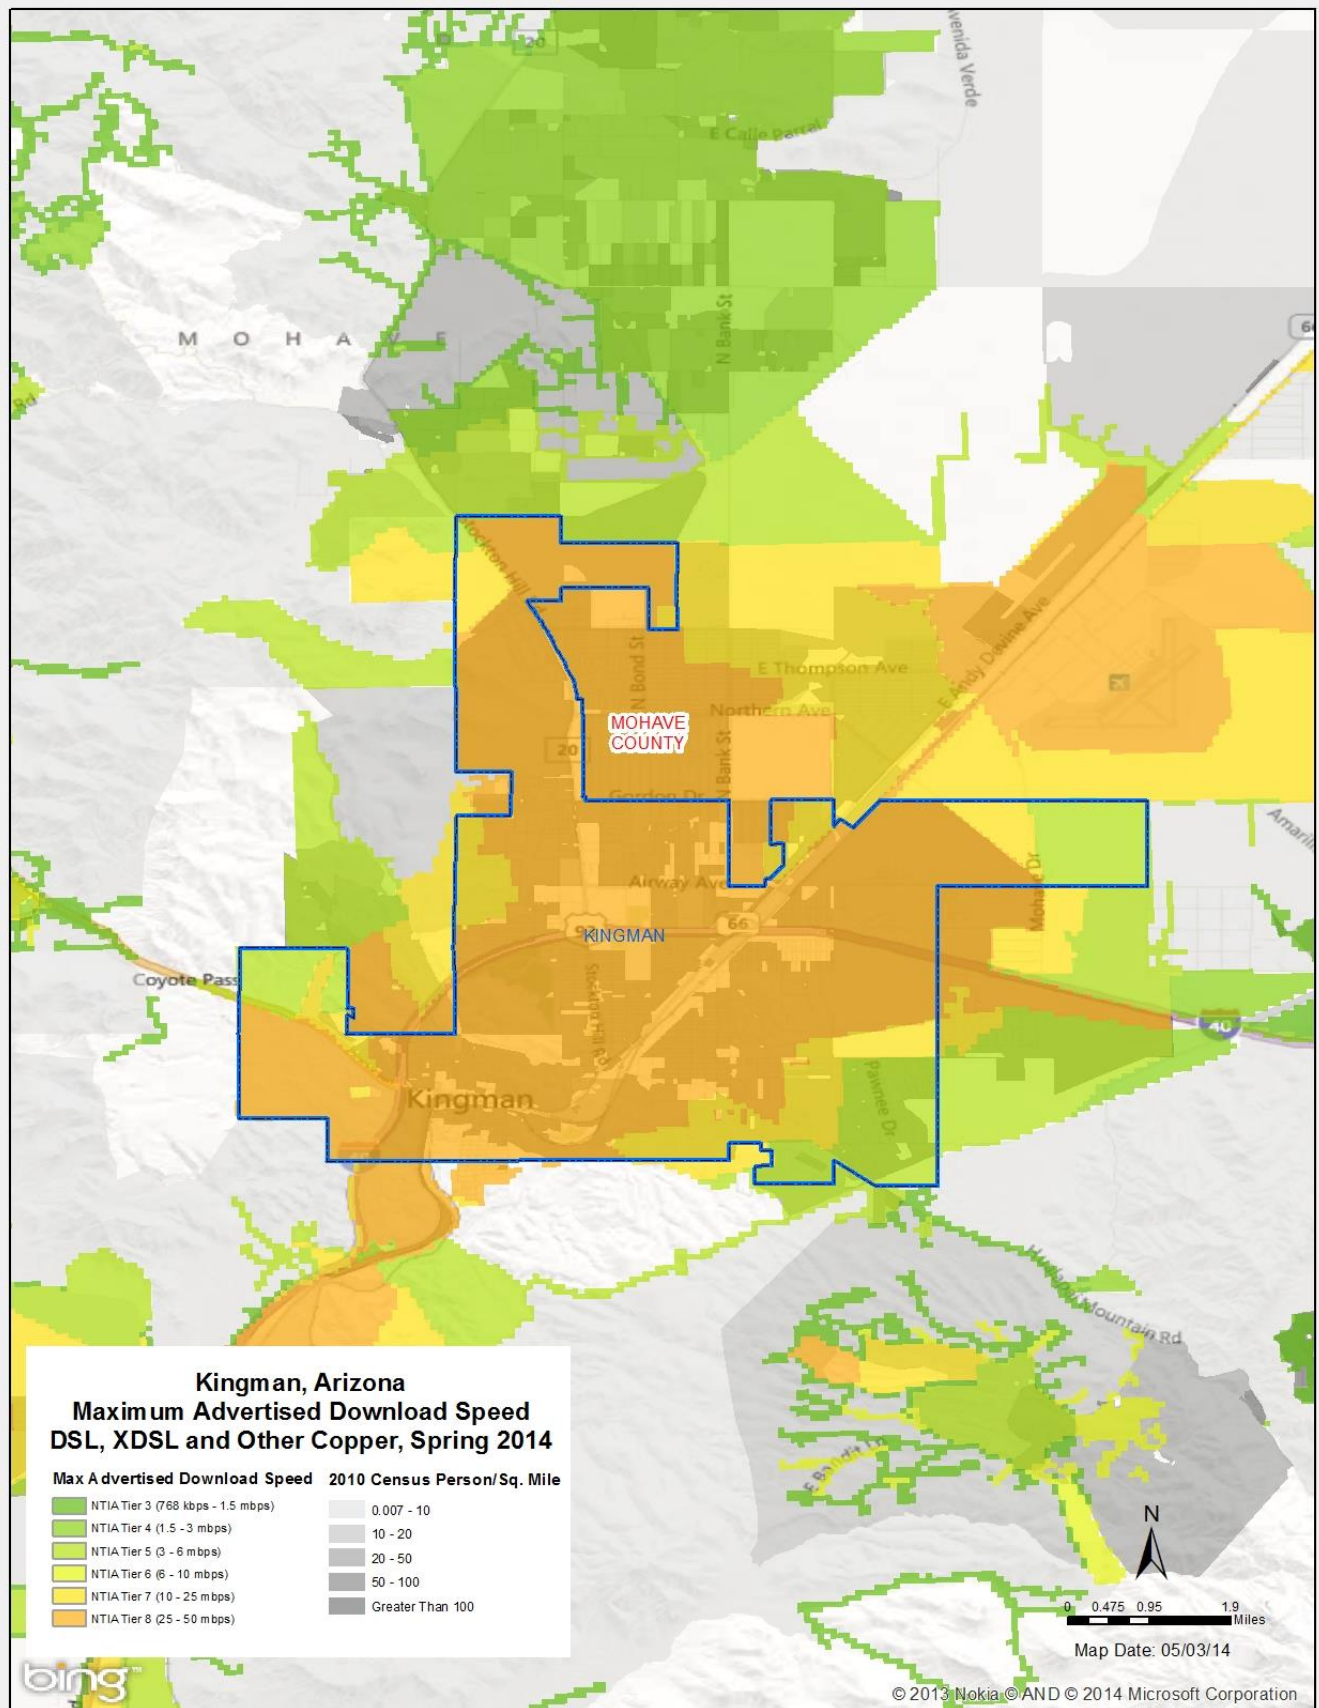 20
Avenida Verde
E Calle Parral
N Bank St
MOHAVE
66
Rd
Stockton Hill Rd
N Bond St
E Thompson Ave
E Andy Devine Ave
Northern Ave
MOHAVE
COUNTY
20
N Bank St
Gordon Dr
Airway Ave
Mohave Dr
66
KINGMAN
Coyote Pass
Stockton Hill Rd
40
Kingman
Pawnee Dr
Hualapai Mountain Rd
E Bandit Ln
Kingman, Arizona
Maximum Advertised Download Speed
DSL, XDSL and Other Copper, Spring 2014
Max Advertised Download Speed
NTIA Tier 3 (768 kbps - 1.5 mbps)
NTIA Tier 4 (1.5 - 3 mbps)
NTIA Tier 5 (3 - 6 mbps)
NTIA Tier 6 (6 - 10 mbps)
NTIA Tier 7 (10 - 25 mbps)
NTIA Tier 8 (25 - 50 mbps)
2010 Census Person/Sq. Mile
0.007 - 10
10 - 20
20 - 50
50 - 100
Greater Than 100
N
0 0.475 0.95 1.9
Miles
Map Date: 05/03/14
bing™
© 2013 Nokia © AND © 2014 Microsoft Corporation